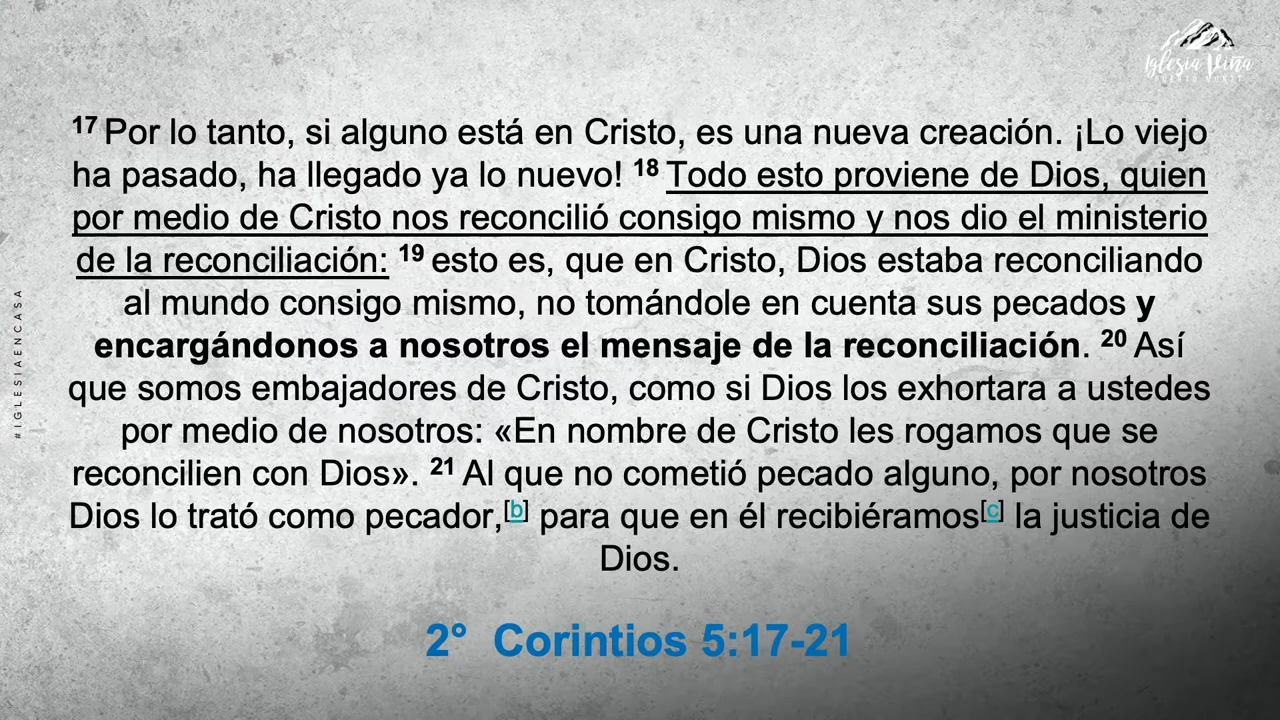 Iglesia Viña
PUERTO MONTT
#IGLESIAENCASA
17 Por lo tanto, si alguno está en Cristo, es una nueva creación. ¡Lo viejo
ha pasado, ha llegado ya lo nuevo! 18 Todo esto proviene de Dios, quien
por medio de Cristo nos reconcilió consigo mismo y nos dio el ministerio
de la reconciliación: 19 esto es, que en Cristo, Dios estaba reconciliando
al mundo consigo mismo, no tomándole en cuenta sus pecados y
encargándonos a nosotros el mensaje de la reconciliación. 20 Así
que somos embajadores de Cristo, como si Dios los exhortara a ustedes
por medio de nosotros: «En nombre de Cristo les rogamos que se
reconcilien con Dios». 21 Al que no cometió pecado alguno, por nosotros
Dios lo trató como pecador,[b] para que en él recibiéramos[c] la justicia de
Dios.
2° Corintios 5:17-21